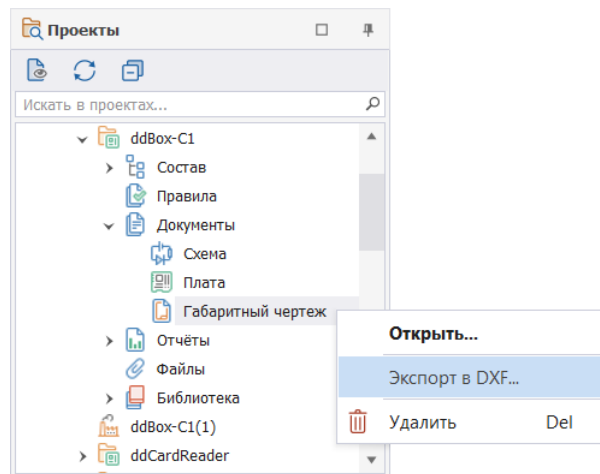 Проекты
Искать в проектах...
ddBox-C1
Состав
Правила
Документы
Схема
Плата
Габаритный чертеж
Открыть...
Отчёты
Экспорт в DXF...
Файлы
Библиотека
Удалить Del
ddBox-C1(1)
ddCardReader